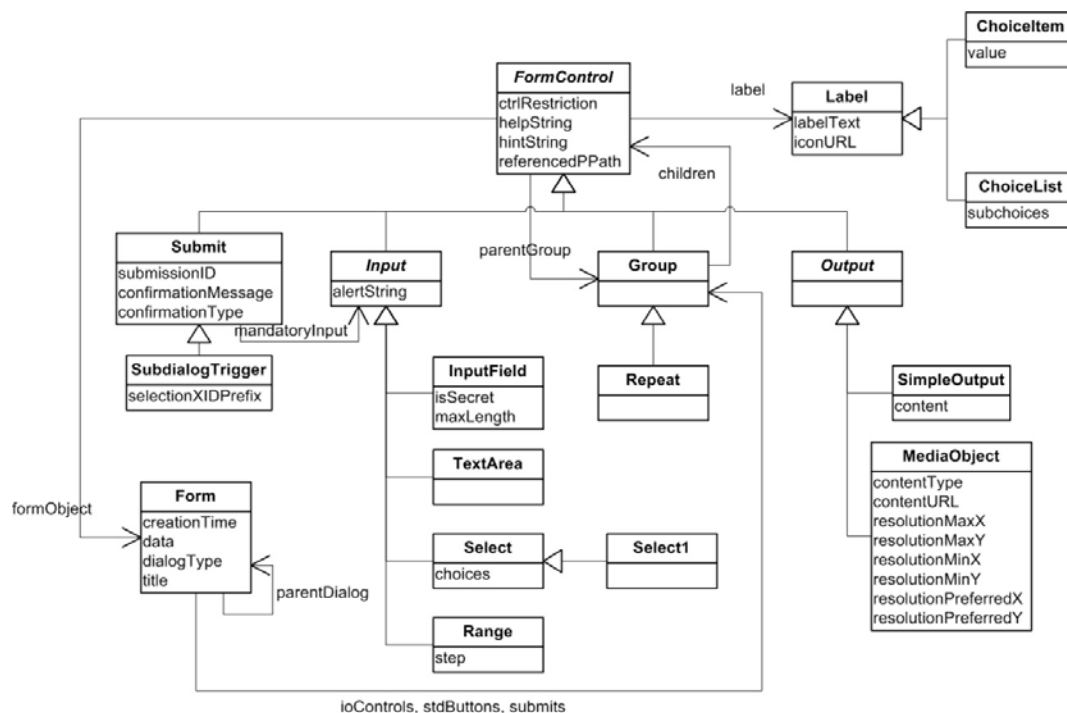 ChoiceItem
value
FormControl
ctrlRestriction
helpString
hintString
referencedPPath
label
Label
labelText
iconURL
children
ChoiceList
subchoices
Submit
submissionID
confirmationMessage
confirmationType
Input
alertString
parentGroup
Group
Output
mandatoryInput
SubdialogTrigger
selectionXIDPrefix
InputField
isSecret
maxLength
Repeat
SimpleOutput
content
TextArea
MediaObject
contentType
contentURL
resolutionMaxX
resolutionMaxY
resolutionMinX
resolutionMinY
resolutionPreferredX
resolutionPreferredY
formObject
Form
creationTime
data
dialogType
title
parentDialog
Select
choices
Select1
Range
step
ioControls, stdButtons, submits